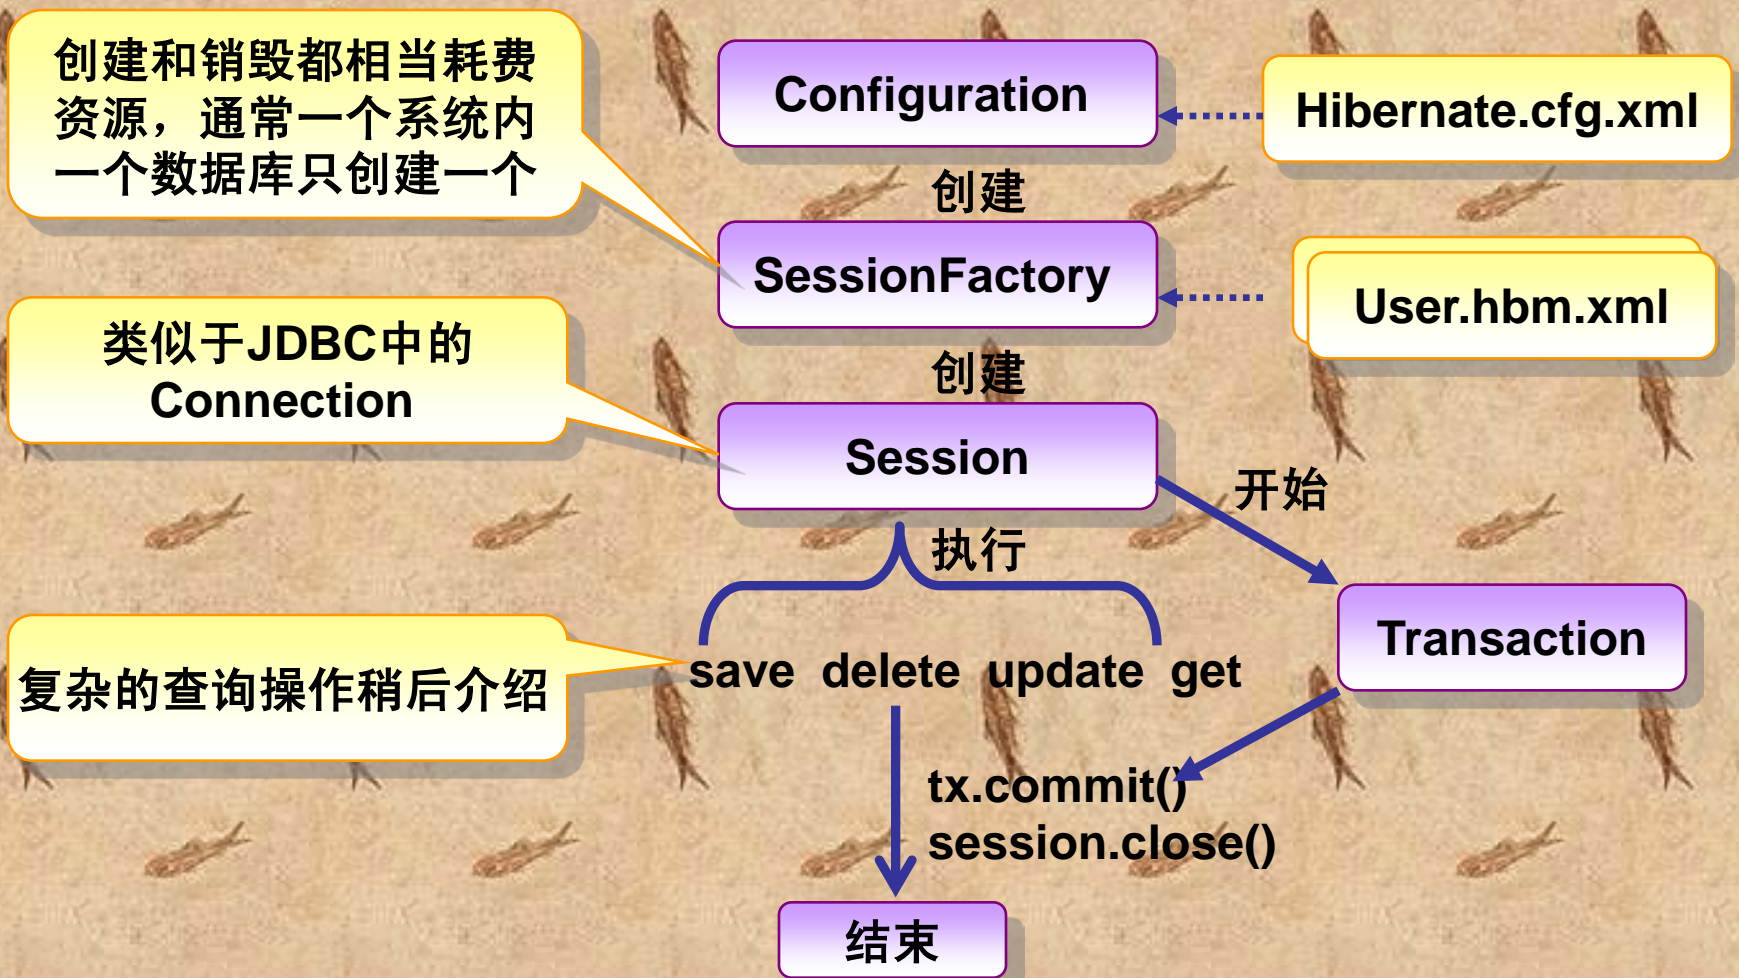 创建和销毁都相当耗费
资源，通常一个系统内
一个数据库只创建一个
Configuration
Hibernate.cfg.xml
创建
SessionFactory
User.hbm.xml
类似于JDBC中的
Connection
创建
Session
开始
执行
Transaction
复杂的查询操作稍后介绍
save delete update get
tx.commit()
session.close()
结束